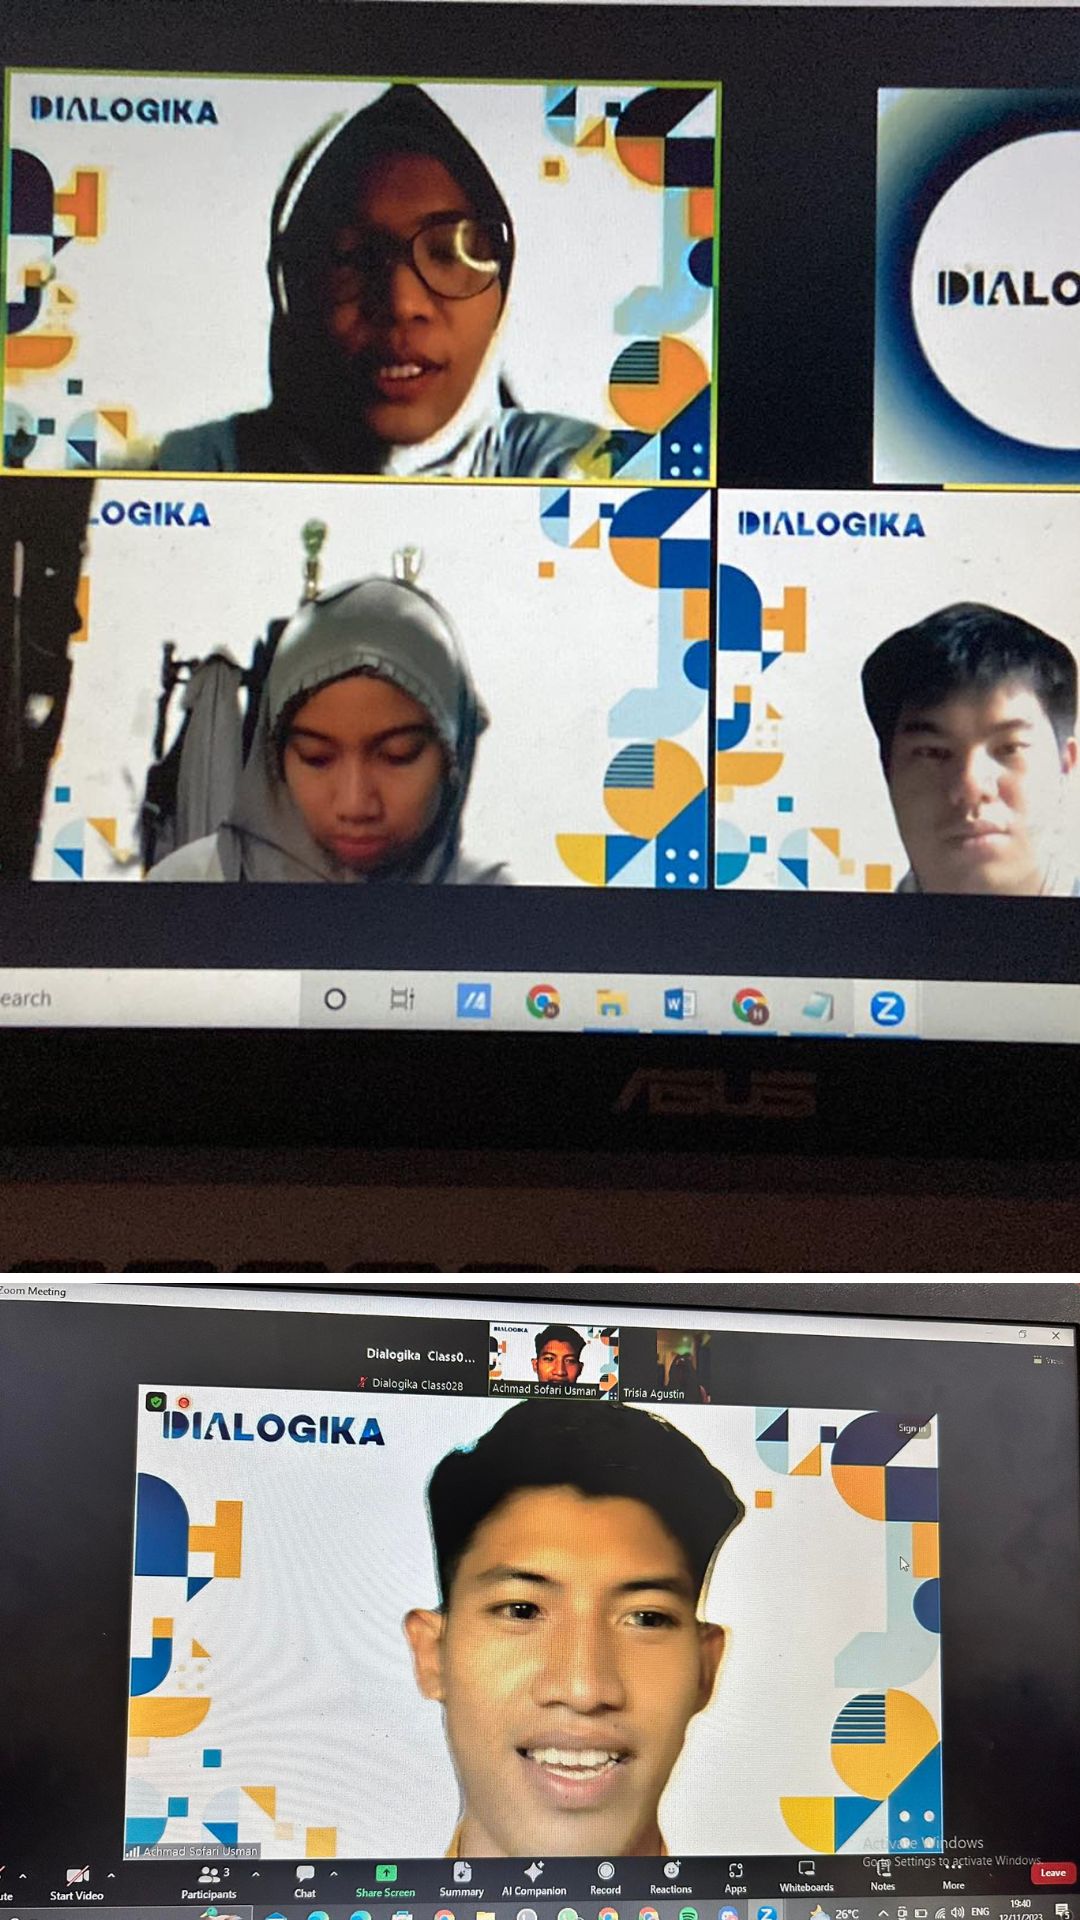 DIALOGIKA
DIALO
LOGIKA
DIALOGIKA
earch
ASUS
Zoom Meeting
Dialogika Class0...
Dialogika Class028
DIALOGIKA
Achmad Sofari Usman
Trisia Agustin
View
DIALOGIKA
Sign in
Achmad Sofari Usman
Activate Windows
Go to Settings to activate Windows.
ute
Start Video
Participants
3
Chat
Share Screen
Summary
AI Companion
Record
Reactions
Apps
Whiteboards
Notes
More
Leave
26°C
ENG
19:40
12/11/2023